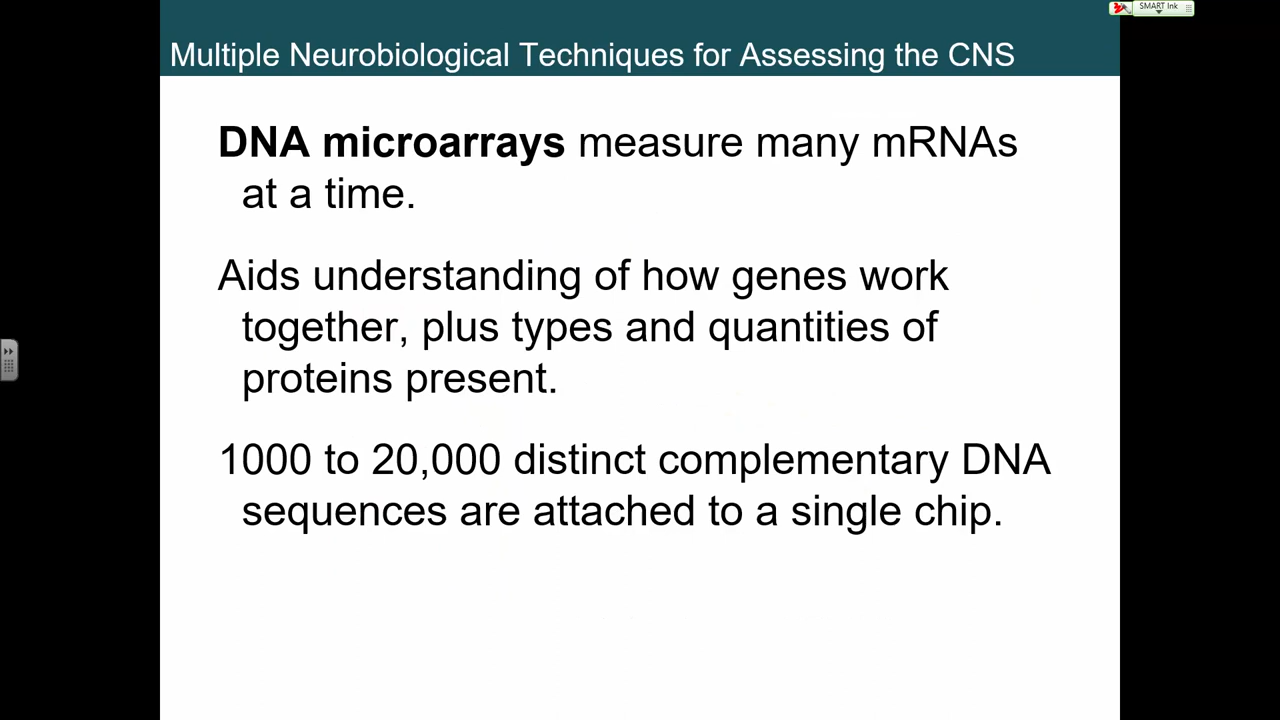 SMART Ink
Multiple Neurobiological Techniques for Assessing the CNS
DNA microarrays measure many mRNAs
at a time.
Aids understanding of how genes work
together, plus types and quantities of
proteins present.
1000 to 20,000 distinct complementary DNA
sequences are attached to a single chip.